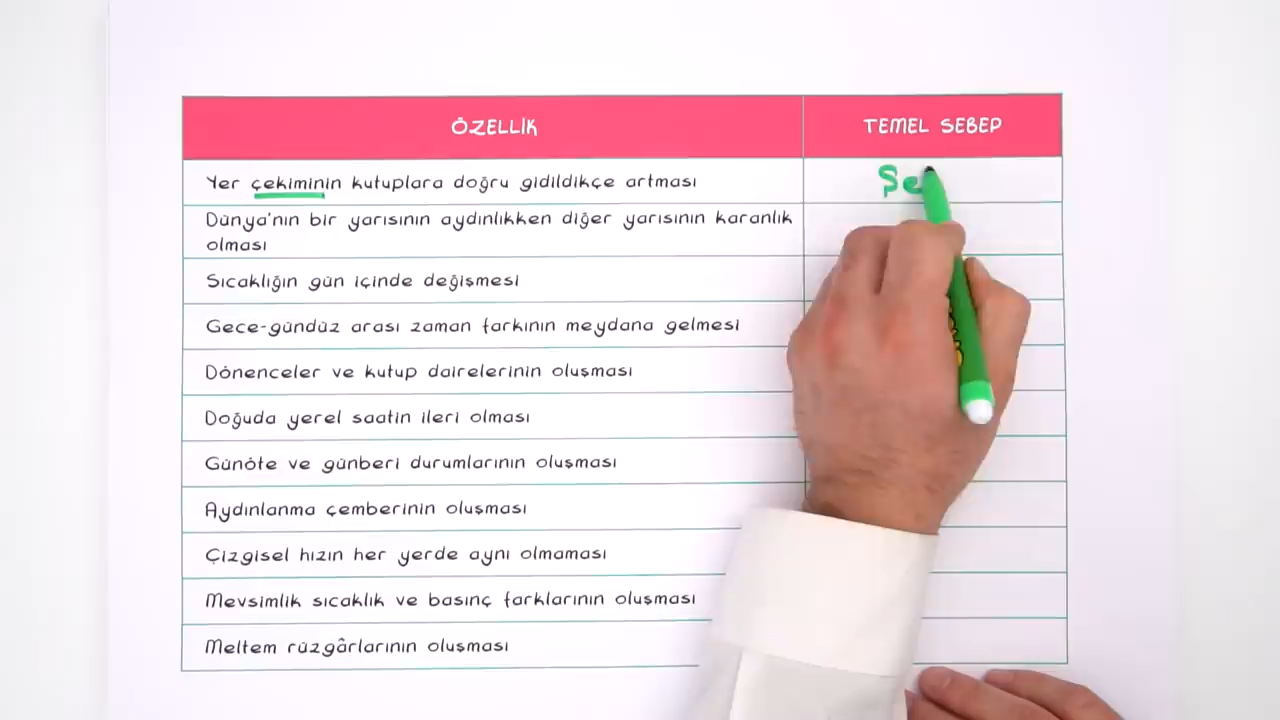 ÖZELLİK
TEMEL SEBEP
Yer çekiminin kutuplara doğru gidildikçe artması
Şe
Dünya'nın bir yarısının aydınlıkken diğer yarısının karanlık
olması
Sıcaklığın gün içinde değişmesi
Gece-gündüz arası zaman farkının meydana gelmesi
Dönenceler ve kutup dairelerinin oluşması
Doğuda yerel saatin ileri olması
Günöte ve günberi durumlarının oluşması
Aydınlanma çemberinin oluşması
Çizgisel hızın her yerde aynı olmaması
Mevsimlik sıcaklık ve basınç farklarının oluşması
Meltem rüzgârlarının oluşması